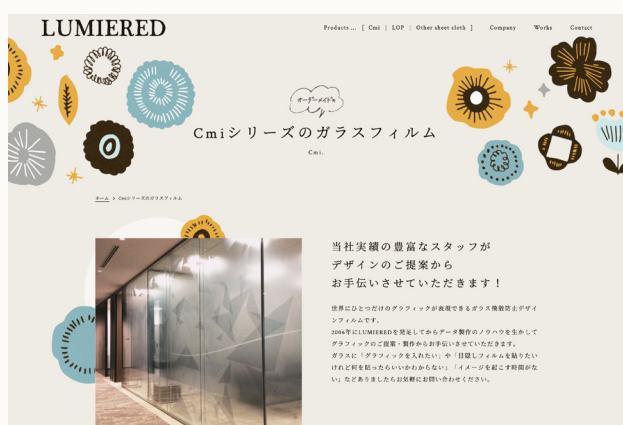 LUMIERED
Products ... [ Cmi | LOP | Other sheet cloth ] Company Works Contact
オーダーメイドの
Cmiシリーズのガラスフィルム
Cmi.
ホーム > Cmiシリーズのガラスフィルム
当社実績の豊富なスタッフが
デザインのご提案から
お手伝いさせていただきます！
世界にひとつだけのグラフィックが表現できるガラス飛散防止デザイ
ンフィルムです。
2006年にLUMIEREDを発足してからデータ製作のノウハウを生かして
グラフィックのご提案・製作からお手伝いさせていただきます。
ガラスに「グラフィックを入れたい」や「目隠しフィルムを貼りたい
けれど何を貼ったらいいかわからない」「イメージを起こす時間がな
い」などありましたらお気軽にお問い合わせください。